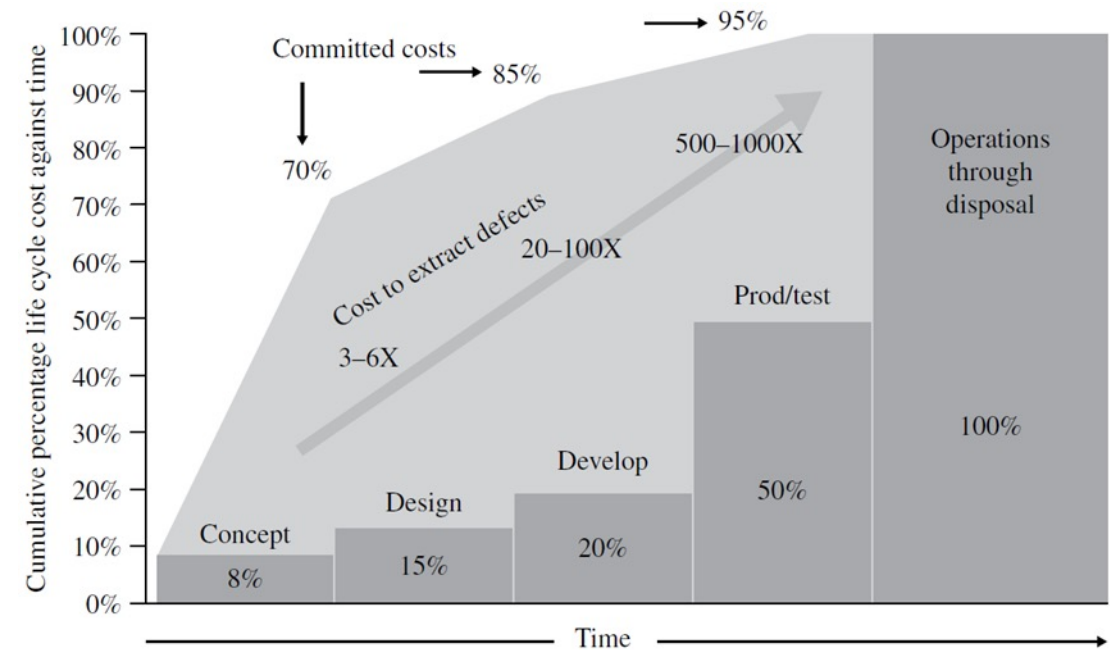 Cumulative percentage life cycle cost against time
100%
90%
80%
70%
60%
50%
40%
30%
20%
10%
0%
Committed costs
70%
85%
95%
Cost to extract defects
3–6X
20–100X
500–1000X
Concept
8%
Design
15%
Develop
20%
Prod/test
50%
Operations
through
disposal
100%
Time